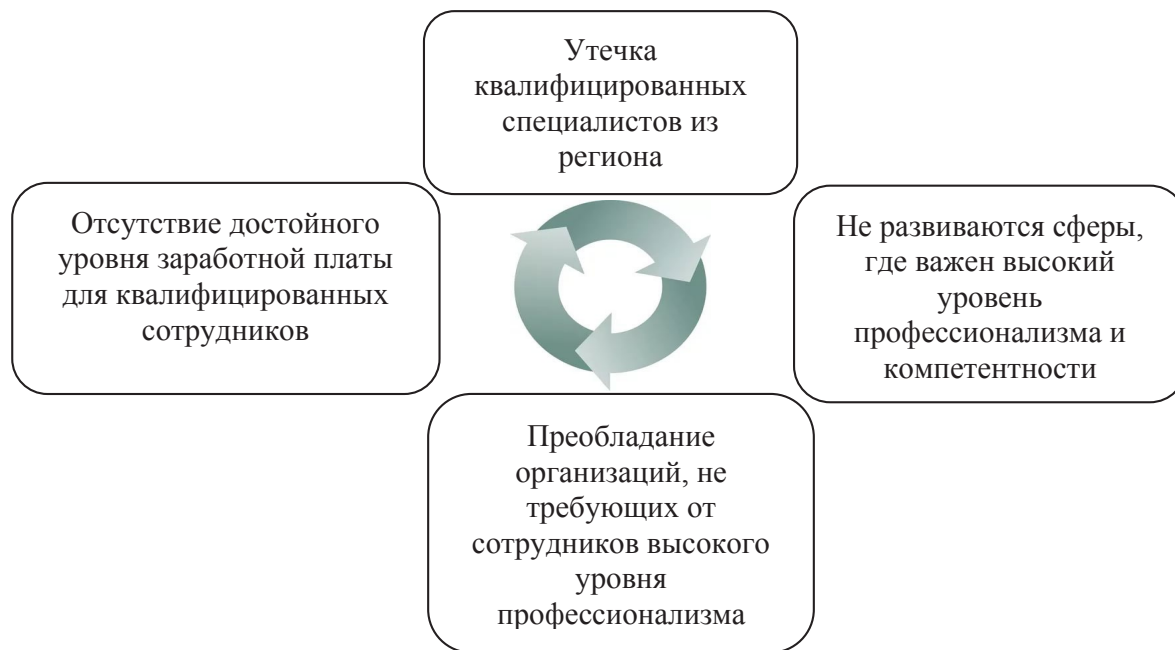 Утечка
квалифицированных
специалистов из
региона
Отсутствие достойного
уровня заработной платы
для квалифицированных
сотрудников
Не развиваются сферы,
где важен высокий
уровень
профессионализма и
компетентности
Преобладание
организаций, не
требующих от
сотрудников высокого
уровня
профессионализма